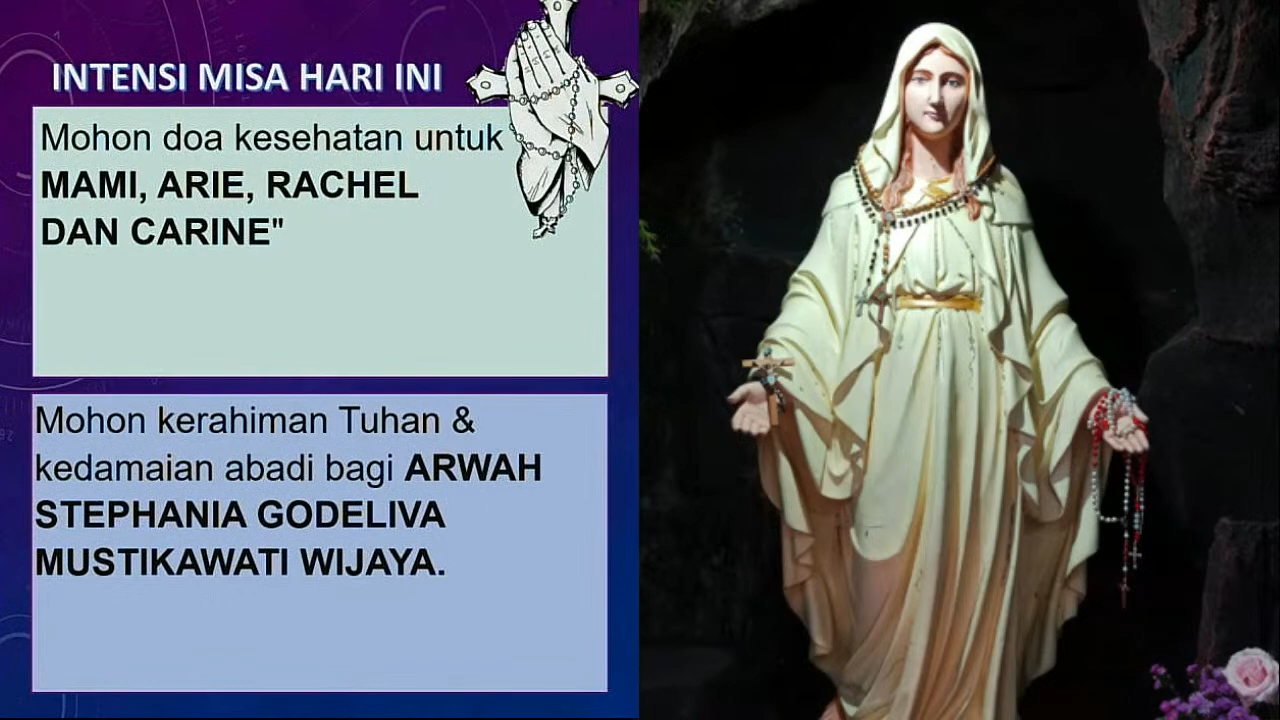 INTENSI MISA HARI INI
Mohon doa kesehatan untuk
MAMI, ARIE, RACHEL
DAN CARINE"
Mohon kerahiman Tuhan &
kedamaian abadi bagi ARWAH
STEPHANIA GODELIVA
MUSTIKAWATI WIJAYA.